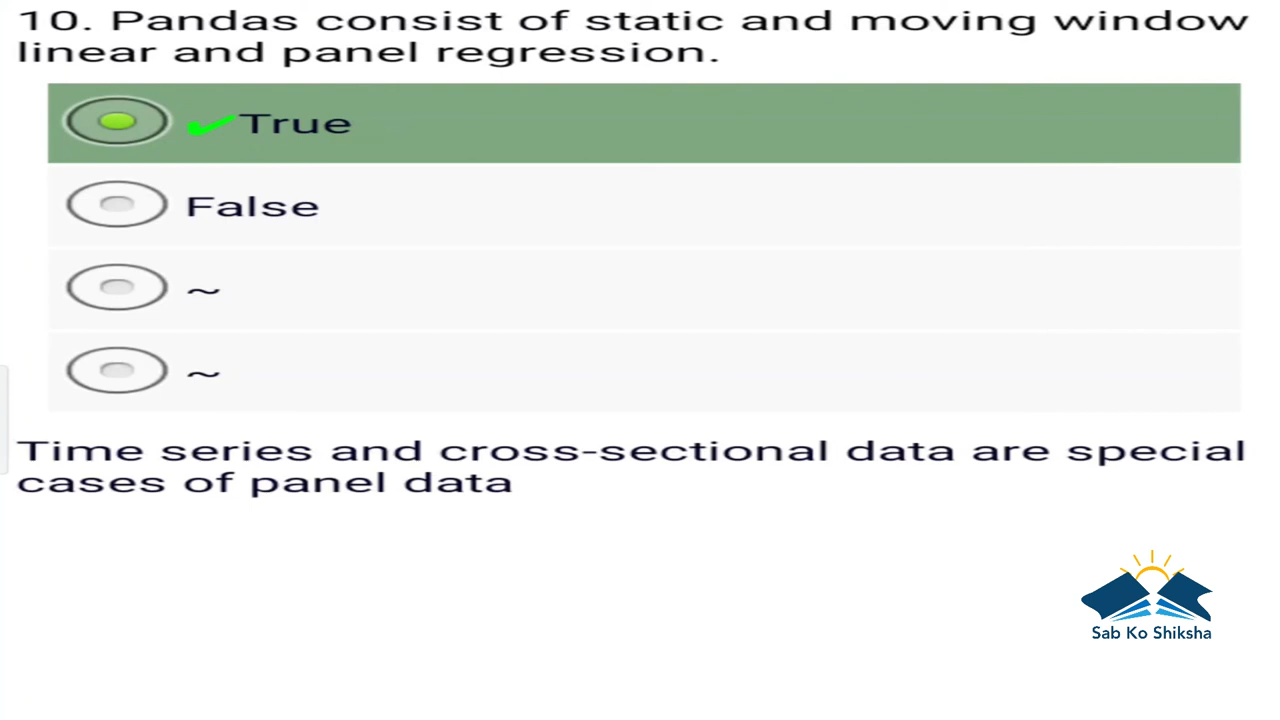 10. Pandas consist of static and moving window
linear and panel regression.
✔True
False
~
~
Time series and cross-sectional data are special
cases of panel data
Sab Ko Shiksha